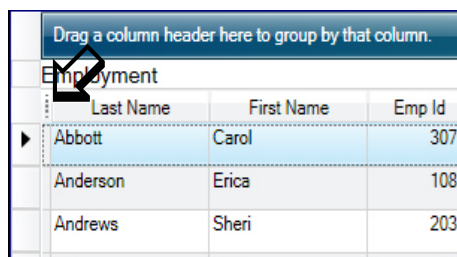 Drag a column header here to group by that column.
Employment
Last Name First Name Emp Id
Abbott Carol 307
Anderson Erica 108
Andrews Sheri 203